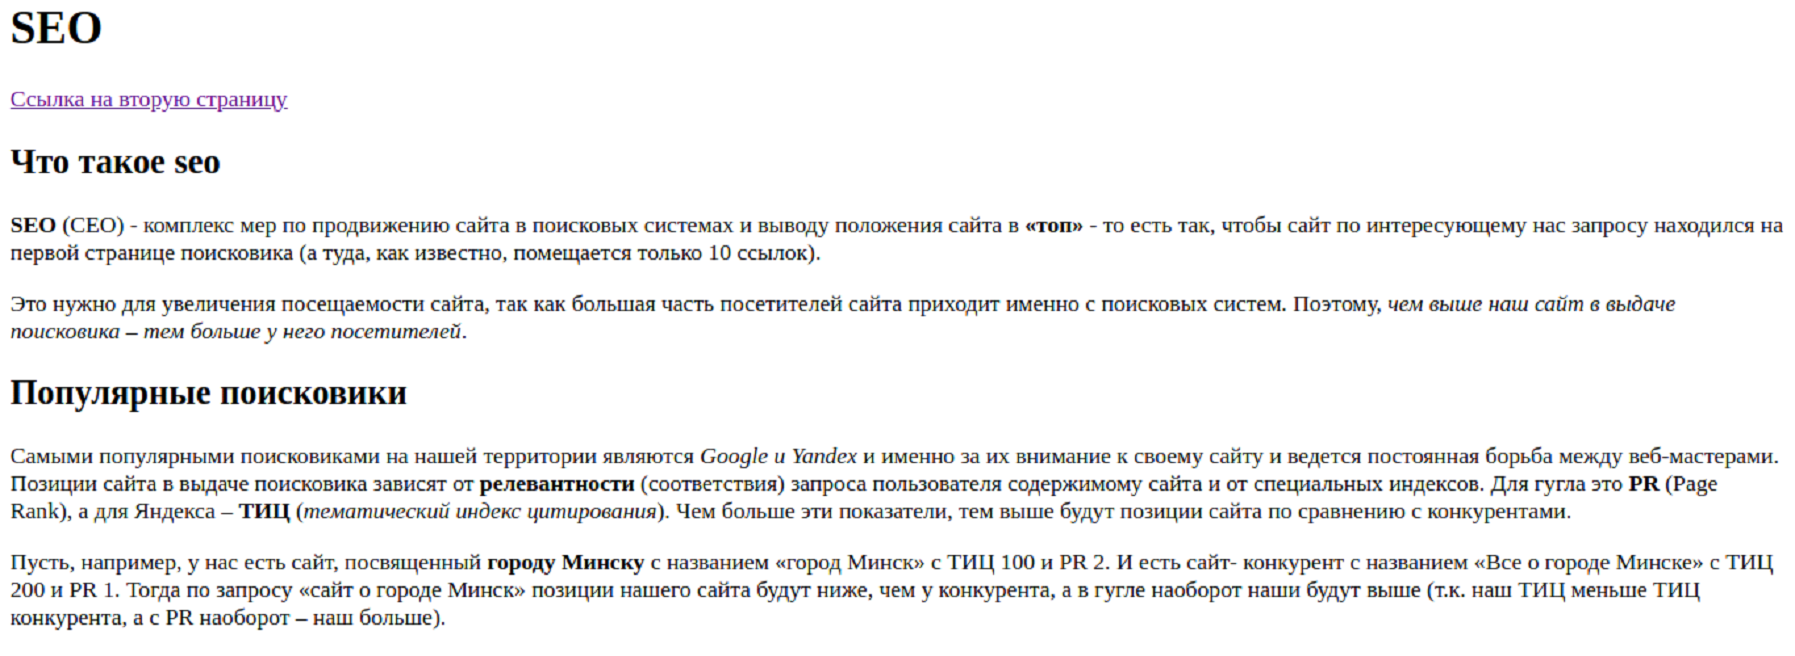 SEO
Ссылка на вторую страницу
Что такое seo
SEO (СЕО) - комплекс мер по продвижению сайта в поисковых системах и выводу положения сайта в «топ» - то есть так, чтобы сайт по интересующему нас запросу находился на
первой странице поисковика (а туда, как известно, помещается только 10 ссылок).
Это нужно для увеличения посещаемости сайта, так как большая часть посетителей сайта приходит именно с поисковых систем. Поэтому, чем выше наш сайт в выдаче
поисковика – тем больше у него посетителей.
Популярные поисковики
Самыми популярными поисковиками на нашей территории являются Google и Yandex и именно за их внимание к своему сайту и ведется постоянная борьба между веб-мастерами.
Позиции сайта в выдаче поисковика зависят от релевантности (соответствия) запроса пользователя содержимому сайта и от специальных индексов. Для гугла это PR (Page
Rank), а для Яндекса – ТИЦ (тематический индекс цитирования). Чем больше эти показатели, тем выше будут позиции сайта по сравнению с конкурентами.
Пусть, например, у нас есть сайт, посвященный городу Минску с названием «город Минск» с ТИЦ 100 и PR 2. И есть сайт- конкурент с названием «Все о городе Минске» с ТИЦ
200 и PR 1. Тогда по запросу «сайт о городе Минск» позиции нашего сайта будут ниже, чем у конкурента, а в гугле наоборот наши будут выше (т.к. наш ТИЦ меньше ТИЦ
конкурента, а с PR наоборот – наш больше).